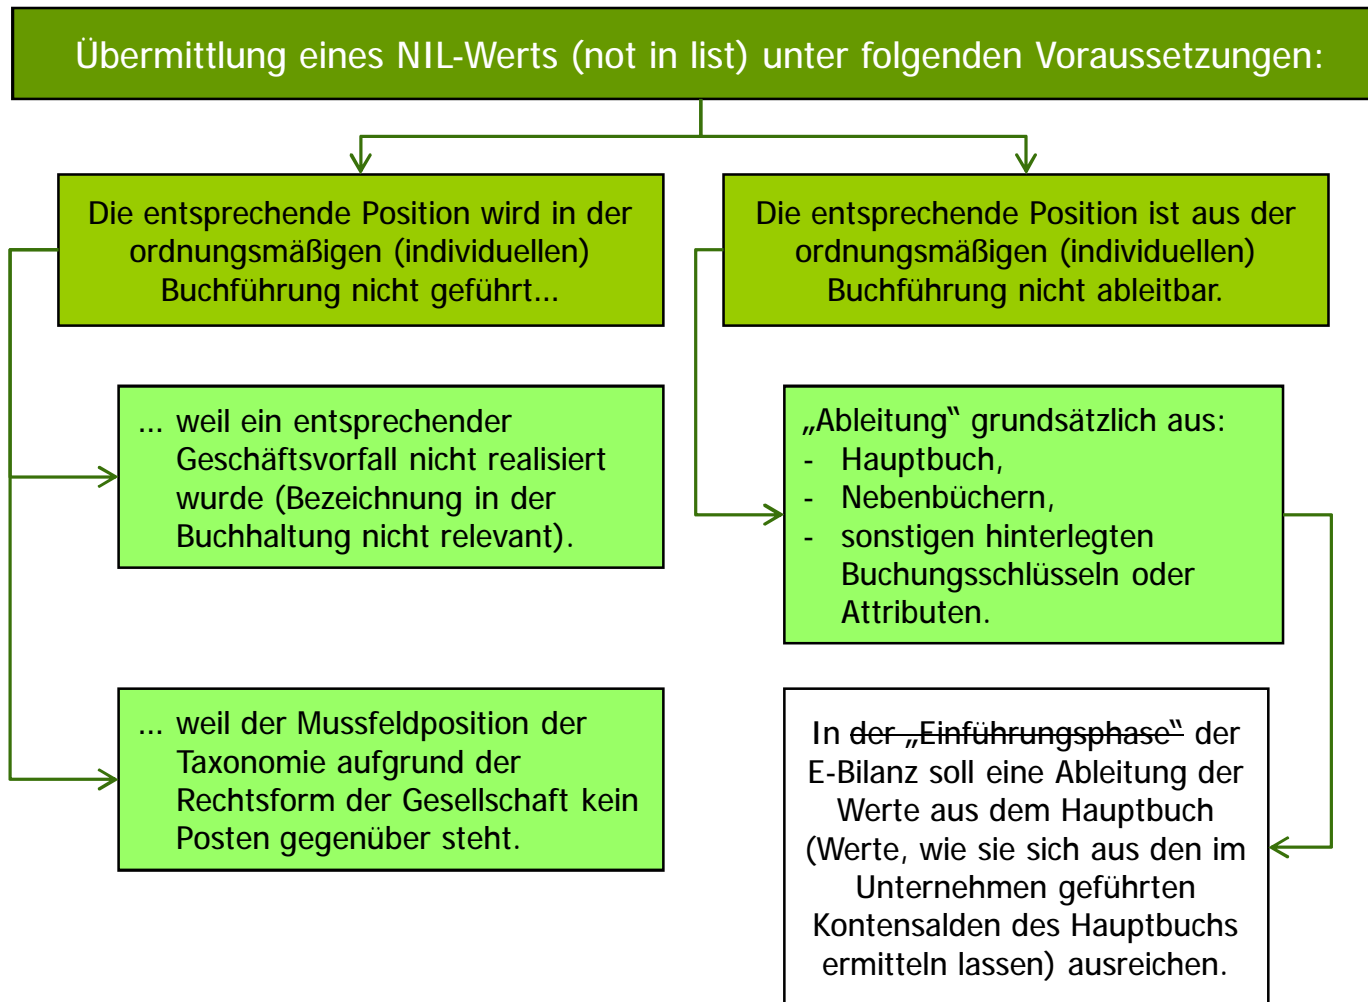 Übermittlung eines NIL-Werts (not in list) unter folgenden Voraussetzungen:
Die entsprechende Position wird in der
ordnungsmäßigen (individuellen)
Buchführung nicht geführt...
... weil ein entsprechender
Geschäftsvorfall nicht realisiert
wurde (Bezeichnung in der
Buchhaltung nicht relevant).
... weil der Mussfeldposition der
Taxonomie aufgrund der
Rechtsform der Gesellschaft kein
Posten gegenüber steht.
Die entsprechende Position ist aus der
ordnungsmäßigen (individuellen)
Buchführung nicht ableitbar.
„Ableitung“ grundsätzlich aus:
- Hauptbuch,
- Nebenbüchern,
- sonstigen hinterlegten
Buchungsschlüsseln oder
Attributen.
In der „Einführungsphase“ der
E-Bilanz soll eine Ableitung der
Werte aus dem Hauptbuch
(Werte, wie sie sich aus den im
Unternehmen geführten
Kontensalden des Hauptbuchs
ermitteln lassen) ausreichen.